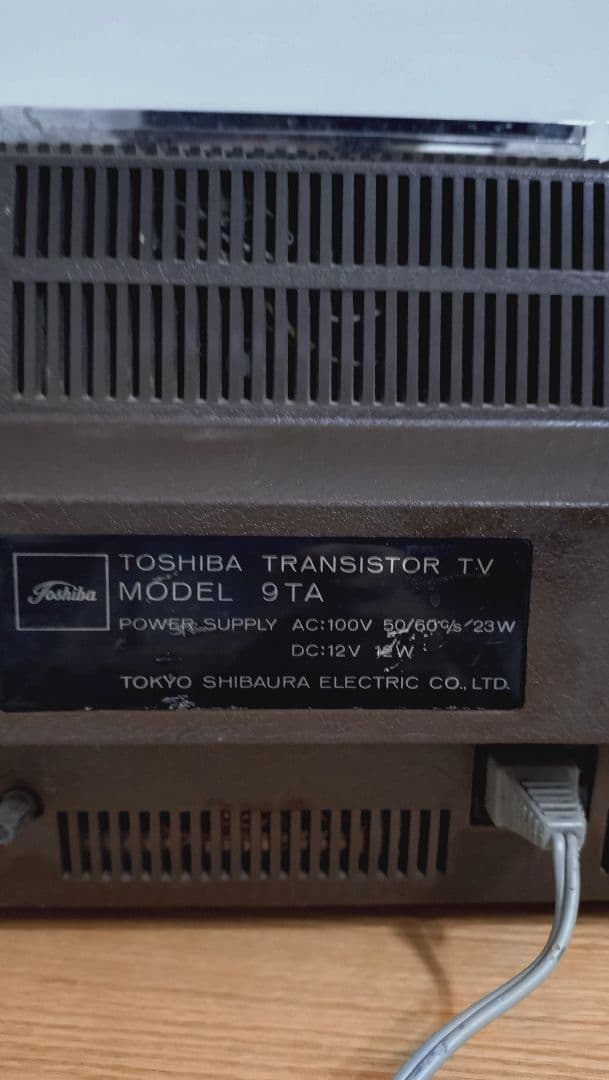 Toshiba
TOSHIBA TRANSISTOR T.V
MODEL 9TA
POWER SUPPLY AC:100V 50/60c/s 23W
DC:12V 12W
TOKYO SHIBAURA ELECTRIC CO., LTD.